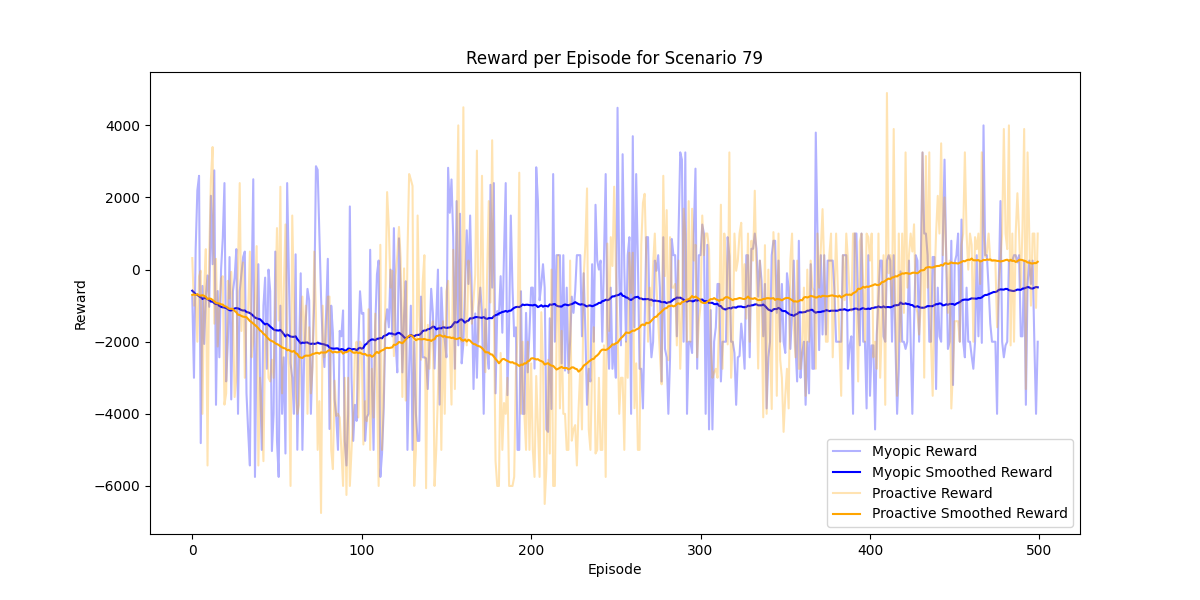 Reward per Episode for Scenario 79
Reward
4000
2000
0
−2000
−4000
−6000
0 100 200 300 400 500
Episode
Myopic Reward
Myopic Smoothed Reward
Proactive Reward
Proactive Smoothed Reward